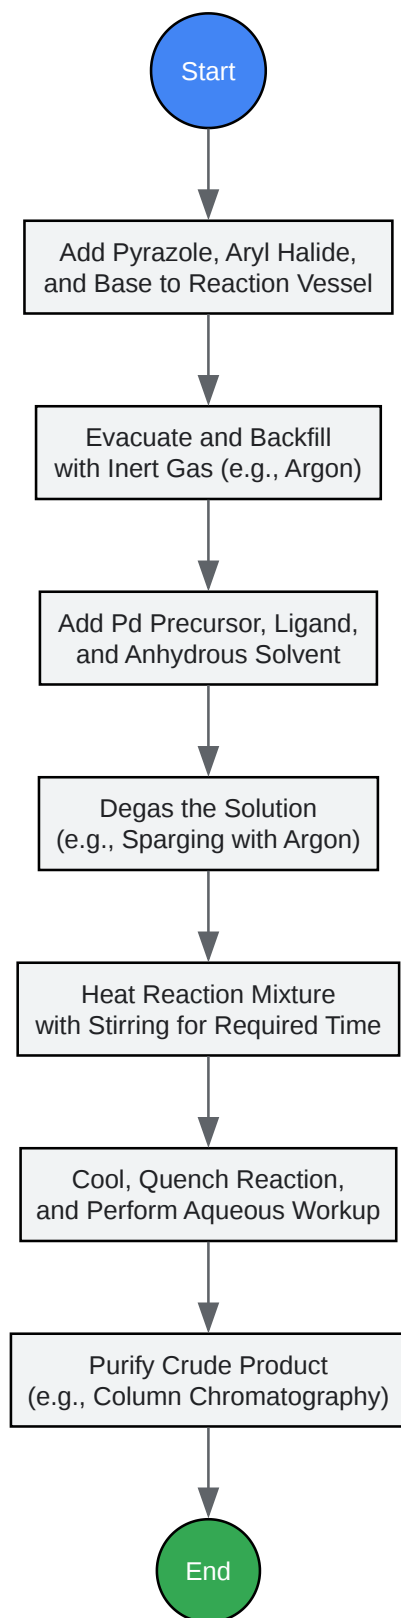 Start
Add Pyrazole, Aryl Halide,
and Base to Reaction Vessel
Evacuate and Backfill
with Inert Gas (e.g., Argon)
Add Pd Precursor, Ligand,
and Anhydrous Solvent
Degas the Solution
(e.g., Sparging with Argon)
Heat Reaction Mixture
with Stirring for Required Time
Cool, Quench Reaction,
and Perform Aqueous Workup
Purify Crude Product
(e.g., Column Chromatography)
End